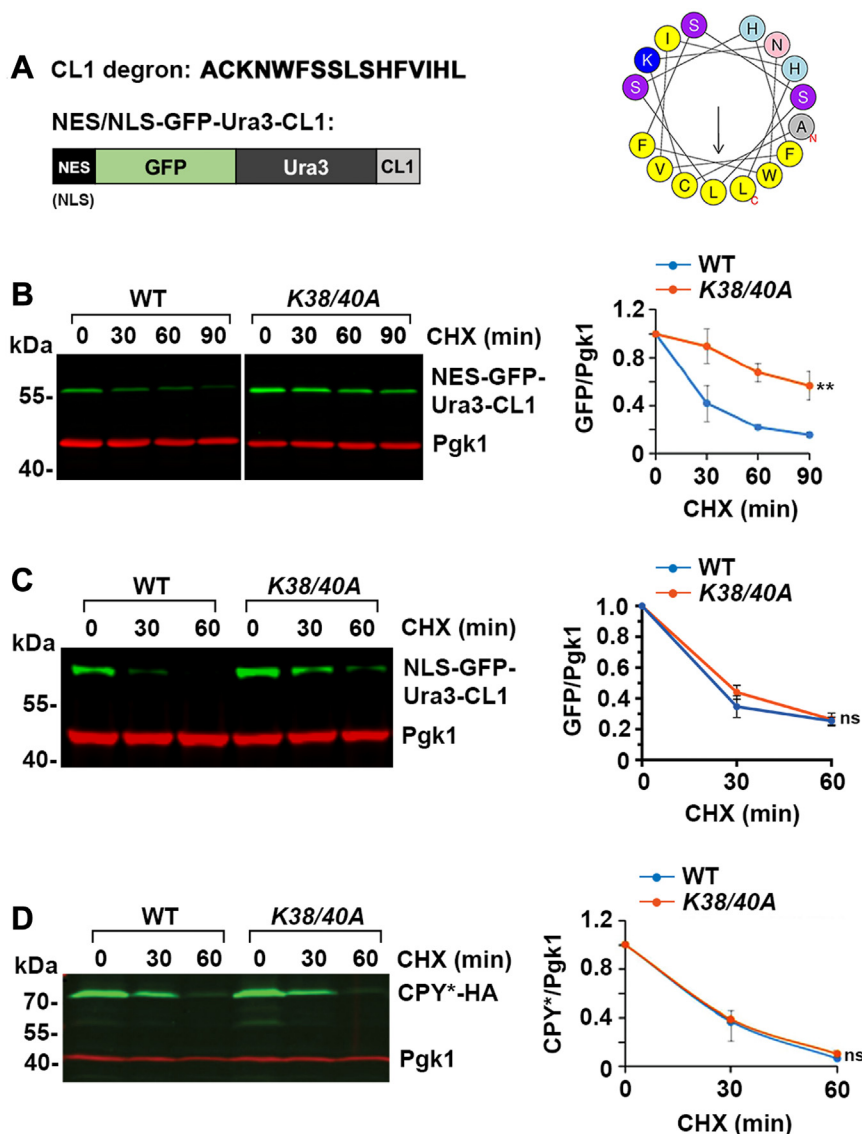 A CL1 degron: ACKNWFSSLSHFVIHL
NES/NLS-GFP-Ura3-CL1:
NES GFP Ura3 CL1
(NLS)
S H
I N
K H
S S
A N
F F
V W
C L L C
B WT K38/40A
kDa 0 30 60 90 0 30 60 90 CHX (min)
55- NES-GFP-
Ura3-CL1
Pgk1
40-
WT
K38/40A
GFP/Pgk1
1.2
0.8
0.4
0
**
0 30 60 90
CHX (min)
C WT K38/40A
0 30 60 0 30 60 CHX (min)
kDa
NLS-GFP-
Ura3-CL1
55-
Pgk1
40-
WT
K38/40A
GFP/Pgk1
1.0
0.8
0.6
0.4
0.2
0
ns
0 30 60
CHX (min)
D WT K38/40A
0 30 60 0 30 60 CHX (min)
kDa
70- CPY*-HA
55-
40- Pgk1
WT
K38/40A
CPY*/Pgk1
1.2
0.8
0.4
0
ns
0 30 60
CHX (min)